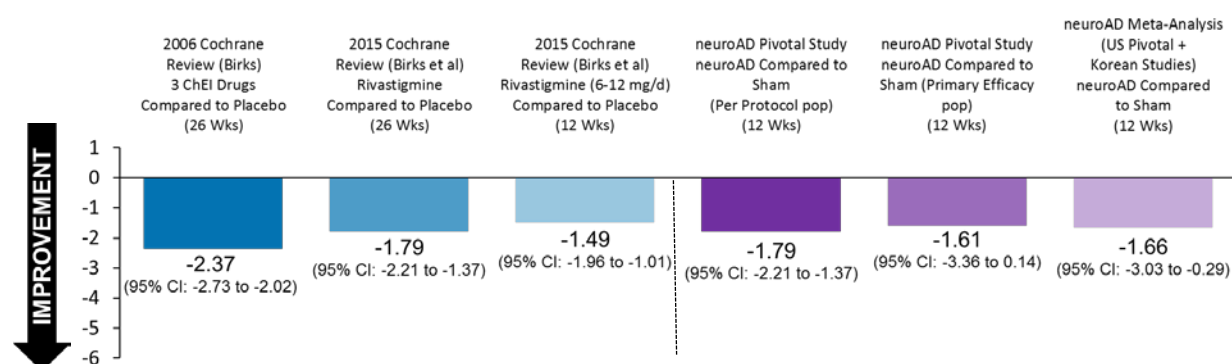 2006 Cochrane
Review (Birks)
3 ChEI Drugs
Compared to Placebo
(26 Wks)
2015 Cochrane
Review (Birks et al)
Rivastigmine
Compared to Placebo
(26 Wks)
2015 Cochrane
Review (Birks et al)
Rivastigmine (6-12 mg/d)
Compared to Placebo
(12 Wks)
neuroAD Pivotal Study
neuroAD Compared to
Sham
(Per Protocol pop)
(12 Wks)
neuroAD Pivotal Study
neuroAD Compared to
Sham (Primary Efficacy
pop)
(12 Wks)
neuroAD Meta-Analysis
(US Pivotal +
Korean Studies)
neuroAD Compared
to Sham
(12 Wks)
IMPROVEMENT
1
0
-1
-2
-3
-4
-5
-6
-2.37
(95% CI: -2.73 to -2.02)
-1.79
(95% CI: -2.21 to -1.37)
-1.49
(95% CI: -1.96 to -1.01)
-1.79
(95% CI: -2.21 to -1.37)
-1.61
(95% CI: -3.36 to 0.14)
-1.66
(95% CI: -3.03 to -0.29)